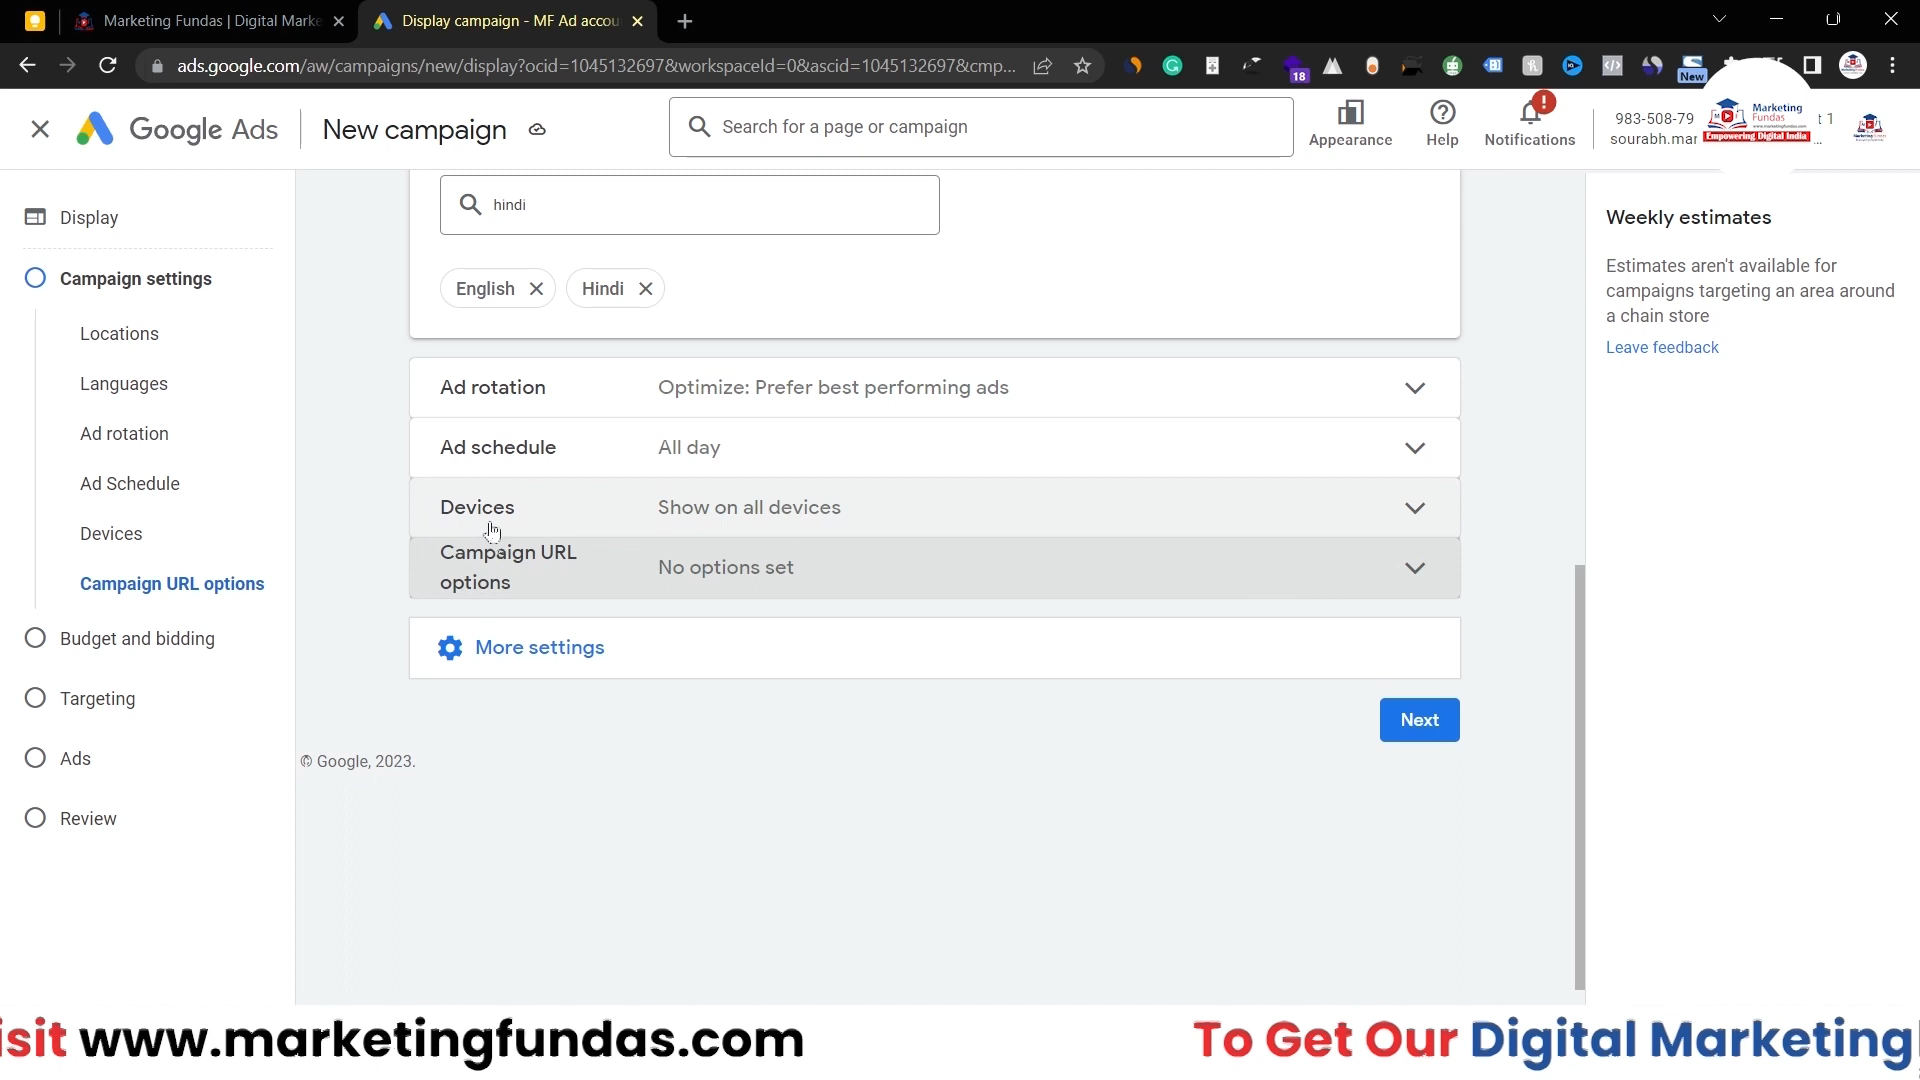 Marketing Fundas | Digital Marke
Display campaign - MF Ad accou
ads.google.com/aw/campaigns/new/display?ocid=1045132697&workspaceId=0&ascid=1045132697&cmp...
18
New
Google Ads
New campaign
Search for a page or campaign
Appearance
Help
Notifications
983-508-79
sourabh.mar
t 1
...
Marketing
Fundas
Empowering Digital India
Display
Campaign settings
Locations
Languages
Ad rotation
Ad Schedule
Devices
Campaign URL options
Budget and bidding
Targeting
Ads
Review
hindi
English
Hindi
Ad rotation
Optimize: Prefer best performing ads
Ad schedule
All day
Devices
Show on all devices
Campaign URL
options
No options set
More settings
Next
© Google, 2023.
Weekly estimates
Estimates aren't available for
campaigns targeting an area around
a chain store
Leave feedback
isit www.marketingfundas.com
To Get Our Digital Marketing